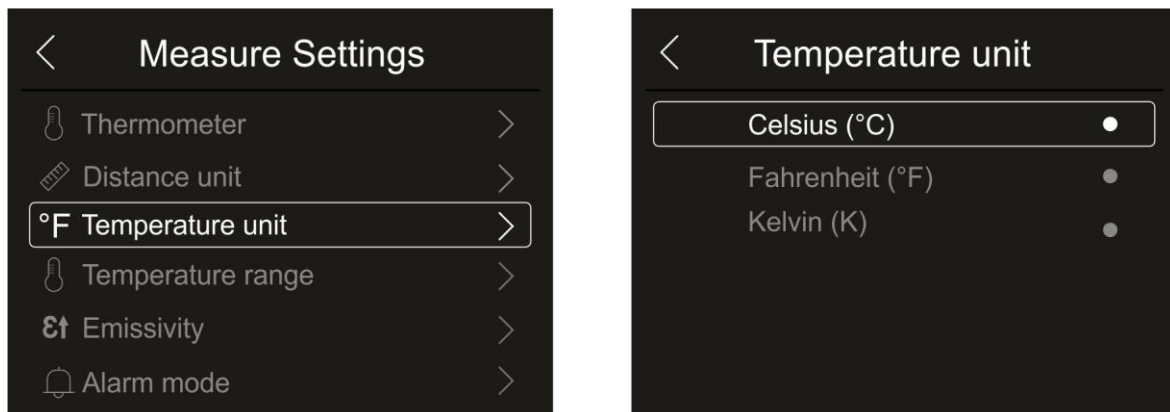 Measure Settings
Thermometer
Distance unit
°F Temperature unit
Temperature range
Ɛ↑ Emissivity
Alarm mode
Temperature unit
Celsius (°C)
Fahrenheit (°F)
Kelvin (K)